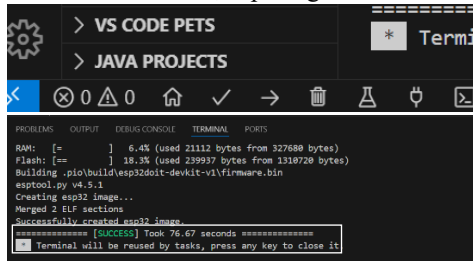 > VS CODE PETS
* Termi
> JAVA PROJECTS
0 0
PROBLEMS OUTPUT DEBUG CONSOLE TERMINAL PORTS
RAM: [= ] 6.4% (used 21112 bytes from 327680 bytes)
Flash: [== ] 18.3% (used 239937 bytes from 1310720 bytes)
Building .pio\build\esp32doit-devkit-v1\firmware.bin
esptool.py v4.5.1
Creating esp32 image...
Merged 2 ELF sections
Successfully created esp32 image.
============== [SUCCESS] Took 76.67 seconds ==============
* Terminal will be reused by tasks, press any key to close it